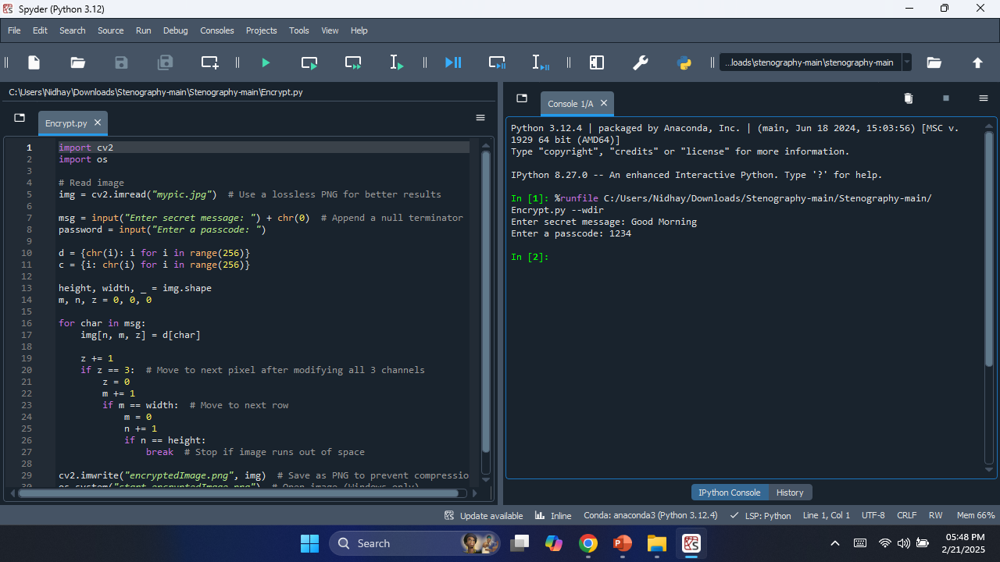 Spyder (Python 3.12)
File Edit Search Source Run Debug Consoles Projects Tools View Help
...loads\stenography-main\stenography-main
C:\Users\Nidhay\Downloads\Stenography-main\Stenography-main\Encrypt.py
Encrypt.py
1 import cv2
2 import os
3
4 # Read image
5 img = cv2.imread("mypic.jpg")  # Use a lossless PNG for better results
6
7 msg = input("Enter secret message: ") + chr(0)  # Append a null terminator
8 password = input("Enter a passcode: ")
9
10 d = {chr(i): i for i in range(256)}
11 c = {i: chr(i) for i in range(256)}
12
13 height, width, _ = img.shape
14 m, n, z = 0, 0, 0
15
16 for char in msg:
17     img[n, m, z] = d[char]
18
19     z += 1
20     if z == 3:  # Move to next pixel after modifying all 3 channels
21         z = 0
22         m += 1
23         if m == width:  # Move to next row
24             m = 0
25             n += 1
26             if n == height:
27                 break  # Stop if image runs out of space
28
29 cv2.imwrite("encryptedImage.png", img)  # Save as PNG to prevent compressio
30 os.system("start encryptedImage.png")  # Open image (Windows only)
Console 1/A
Python 3.12.4 | packaged by Anaconda, Inc. | (main, Jun 18 2024, 15:03:56) [MSC v.
1929 64 bit (AMD64)]
Type "copyright", "credits" or "license" for more information.
IPython 8.27.0 -- An enhanced Interactive Python. Type '?' for help.
In [1]: %runfile C:/Users/Nidhay/Downloads/Stenography-main/Stenography-main/
Encrypt.py --wdir
Enter secret message: Good Morning
Enter a passcode: 1234
In [2]:
IPython Console History
Update available Inline Conda: anaconda3 (Python 3.12.4) LSP: Python Line 1, Col 1 UTF-8 CRLF RW Mem 66%
Search
05:48 PM
2/21/2025